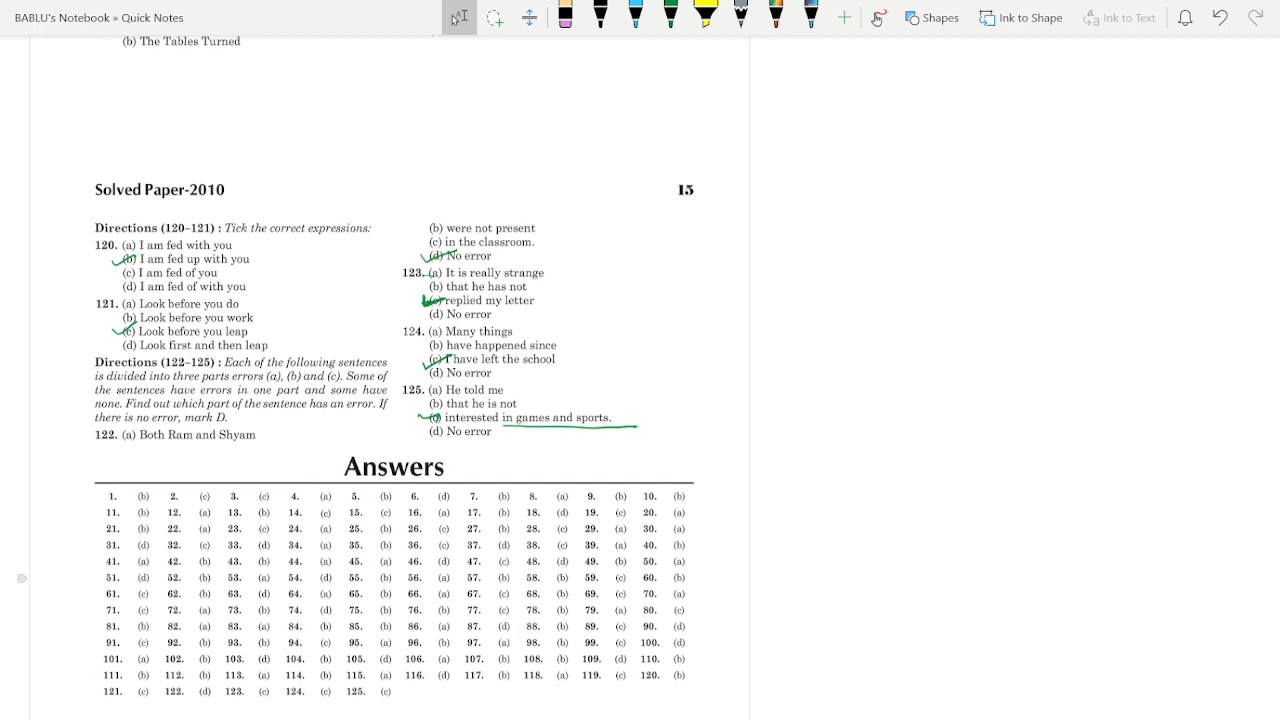 BABLU's Notebook » Quick Notes
Shapes
Ink to Shape
Ink to Text
(b) The Tables Turned
Solved Paper-2010
15
Directions (120–121) : Tick the correct expressions:
120. (a) I am fed with you
(b) I am fed up with you
(c) I am fed of you
(d) I am fed of with you
121. (a) Look before you do
(b) Look before you work
(c) Look before you leap
(d) Look first and then leap
Directions (122–125) : Each of the following sentences
is divided into three parts errors (a), (b) and (c). Some of
the sentences have errors in one part and some have
none. Find out which part of the sentence has an error. If
there is no error, mark D.
122. (a) Both Ram and Shyam
(b) were not present
(c) in the classroom.
(d) No error
123. (a) It is really strange
(b) that he has not
(c) replied my letter
(d) No error
124. (a) Many things
(b) have happened since
(c) I have left the school
(d) No error
125. (a) He told me
(b) that he is not
(c) interested in games and sports.
(d) No error
Answers
1. (b) 2. (c) 3. (c) 4. (a) 5. (b) 6. (d) 7. (b) 8. (a) 9. (b) 10. (b)
11. (b) 12. (a) 13. (b) 14. (c) 15. (c) 16. (a) 17. (b) 18. (d) 19. (c) 20. (a)
21. (b) 22. (a) 23. (c) 24. (a) 25. (b) 26. (c) 27. (b) 28. (c) 29. (a) 30. (a)
31. (d) 32. (c) 33. (d) 34. (a) 35. (b) 36. (c) 37. (d) 38. (c) 39. (a) 40. (b)
41. (a) 42. (b) 43. (b) 44. (a) 45. (a) 46. (d) 47. (c) 48. (d) 49. (b) 50. (a)
51. (d) 52. (b) 53. (a) 54. (d) 55. (b) 56. (a) 57. (b) 58. (b) 59. (c) 60. (b)
61. (c) 62. (b) 63. (d) 64. (a) 65. (b) 66. (a) 67. (c) 68. (b) 69. (c) 70. (a)
71. (c) 72. (a) 73. (b) 74. (d) 75. (b) 76. (b) 77. (c) 78. (b) 79. (a) 80. (c)
81. (b) 82. (a) 83. (a) 84. (b) 85. (b) 86. (a) 87. (d) 88. (b) 89. (c) 90. (d)
91. (c) 92. (b) 93. (b) 94. (c) 95. (a) 96. (b) 97. (a) 98. (b) 99. (c) 100. (d)
101. (a) 102. (b) 103. (d) 104. (b) 105. (d) 106. (a) 107. (b) 108. (b) 109. (d) 110. (b)
111. (b) 112. (b) 113. (a) 114. (b) 115. (a) 116. (d) 117. (b) 118. (a) 119. (c) 120. (b)
121. (c) 122. (d) 123. (c) 124. (c) 125. (c)